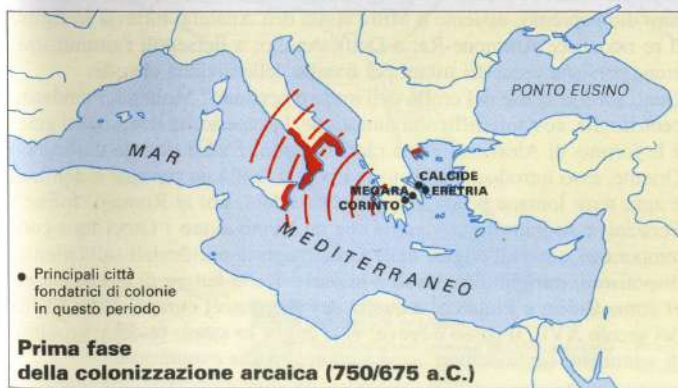 PONTO EUSINO
MAR
CALCIDE
MEGARA ERETRIA
CORINTO
MEDITERRANEO
● Principali città
fondatrici di colonie
in questo periodo
Prima fase
della colonizzazione arcaica (750/675 a.C.)